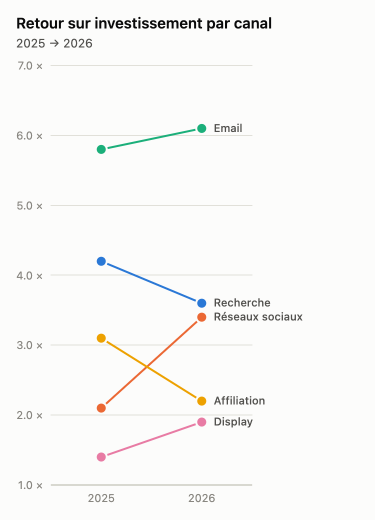 Retour sur investissement par canal
2025 → 2026
7.0 ×
6.0 ×
Email
5.0 ×
4.0 ×
Recherche
Réseaux sociaux
3.0 ×
Affiliation
2.0 ×
Display
1.0 ×
2025 2026